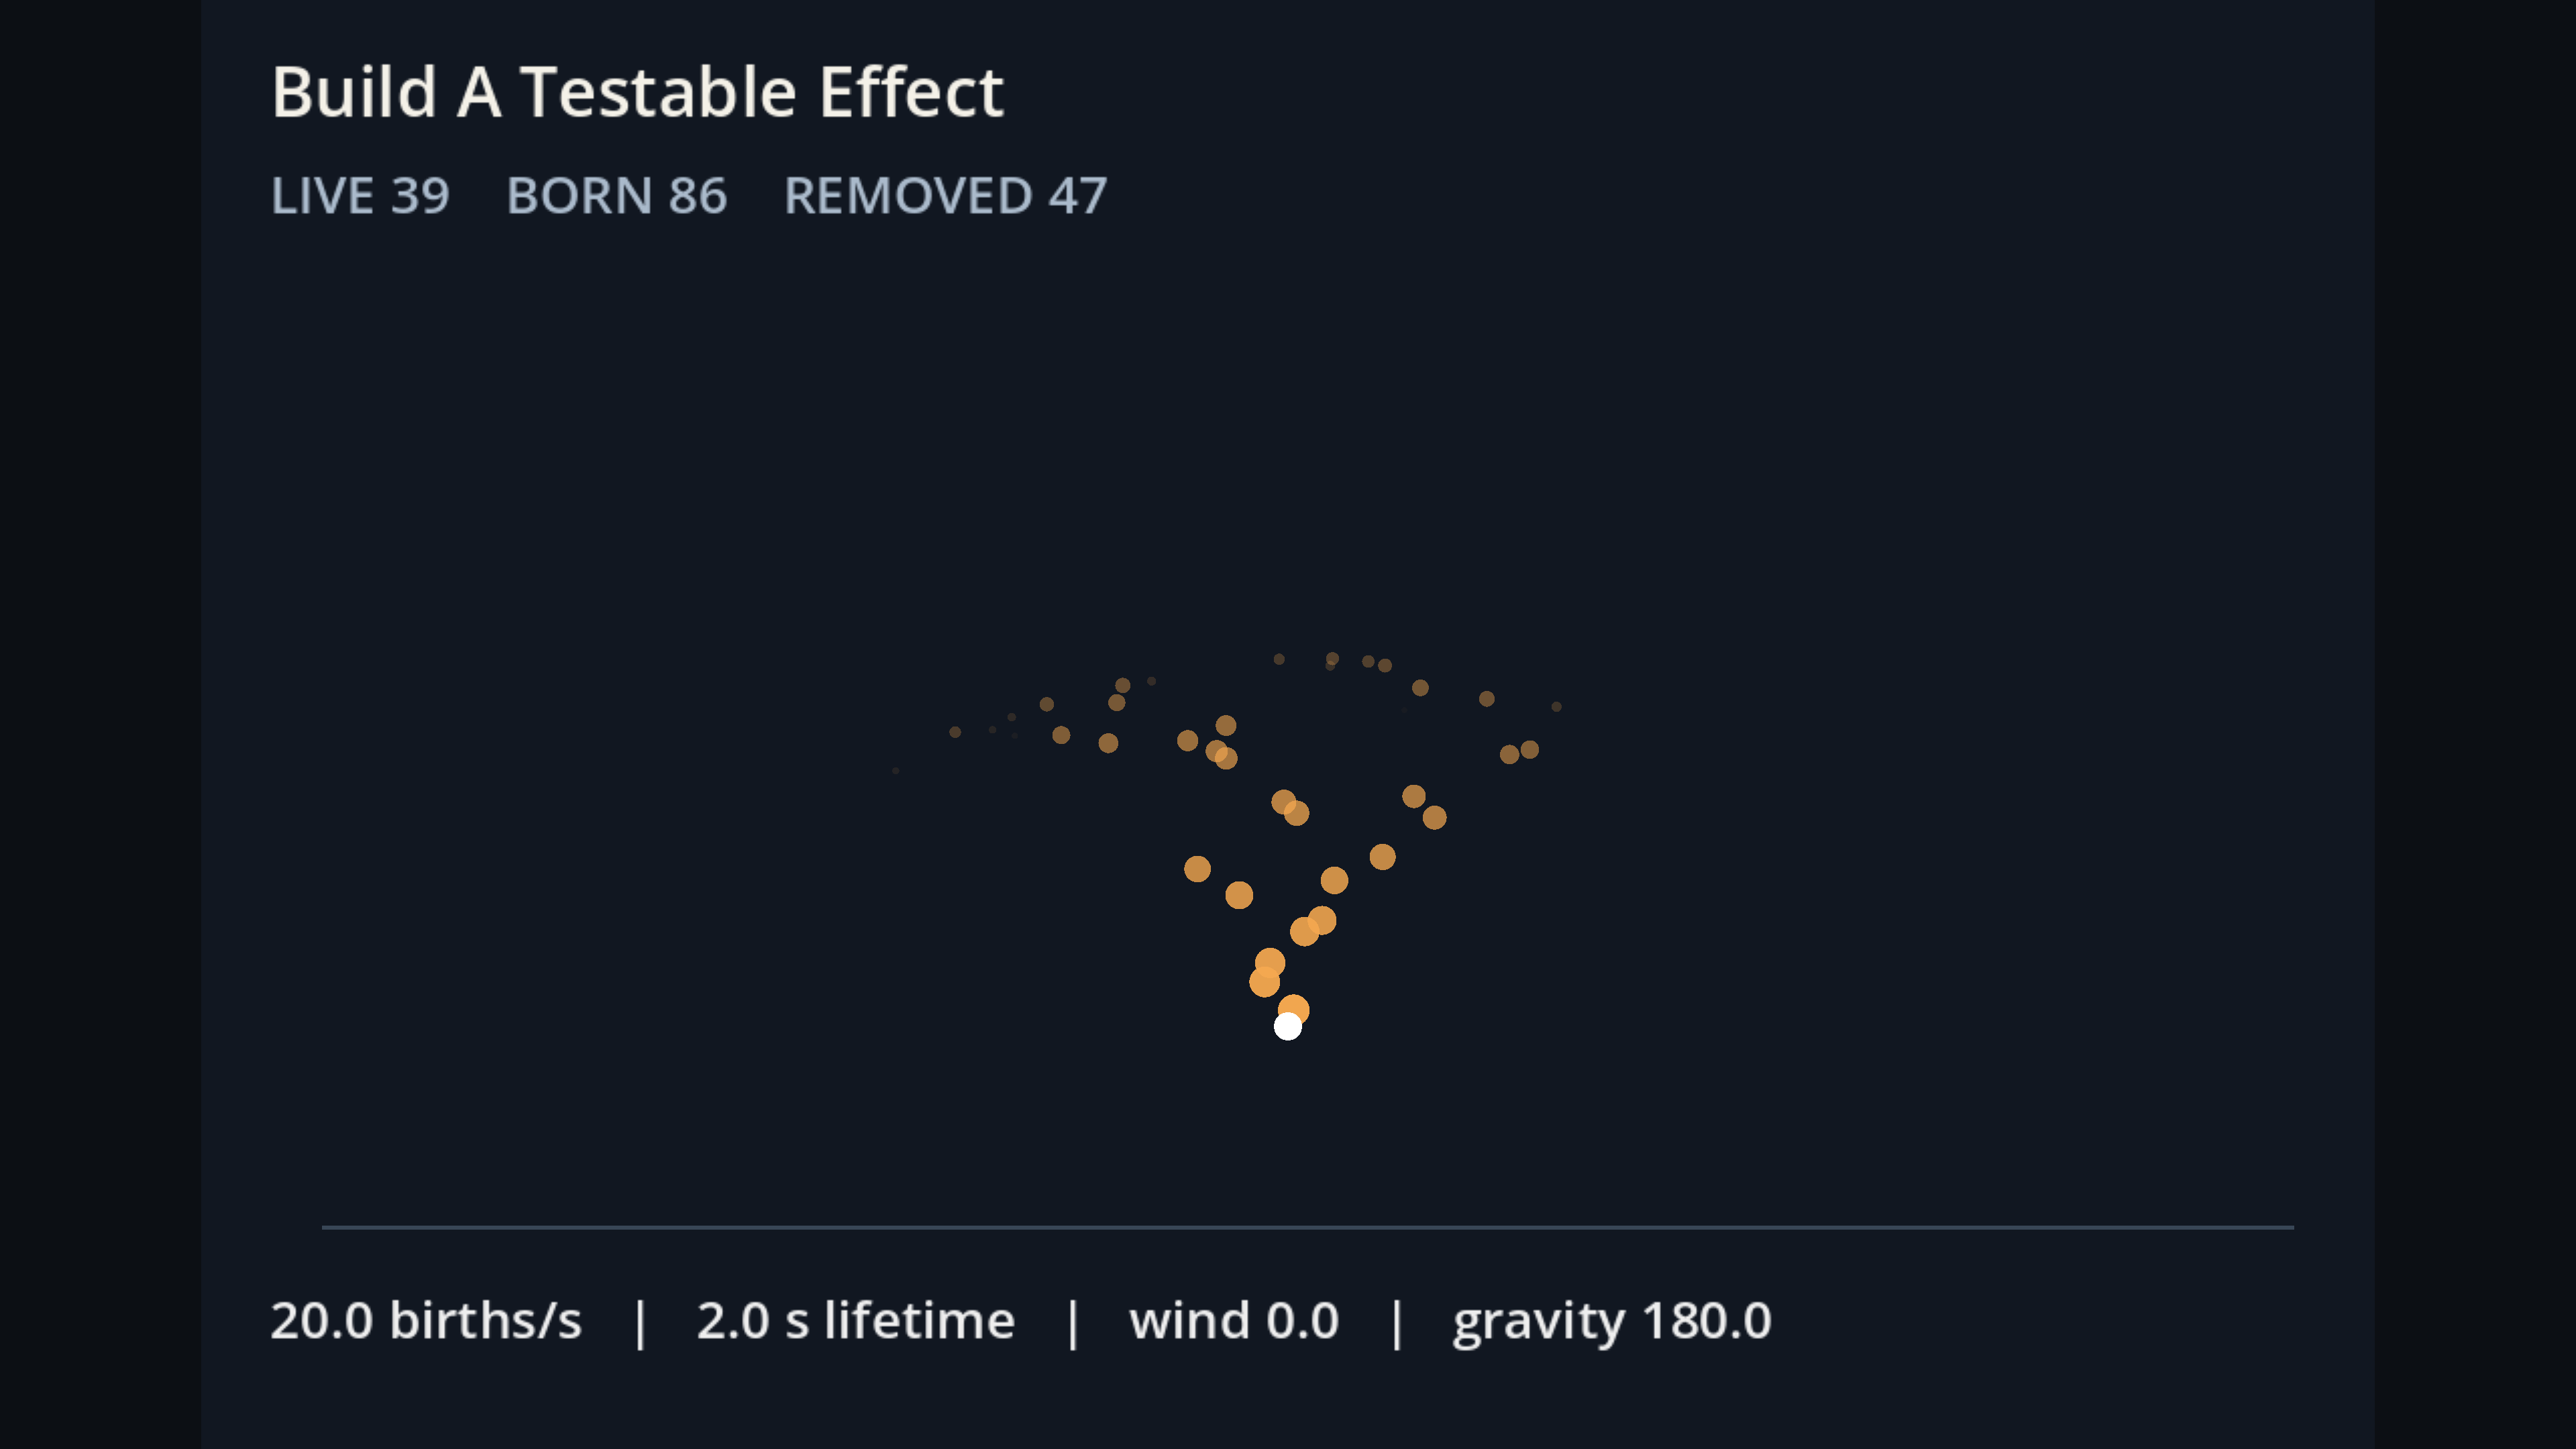 Build A Testable Effect
LIVE 39 BORN 86 REMOVED 47
20.0 births/s | 2.0 s lifetime | wind 0.0 | gravity 180.0